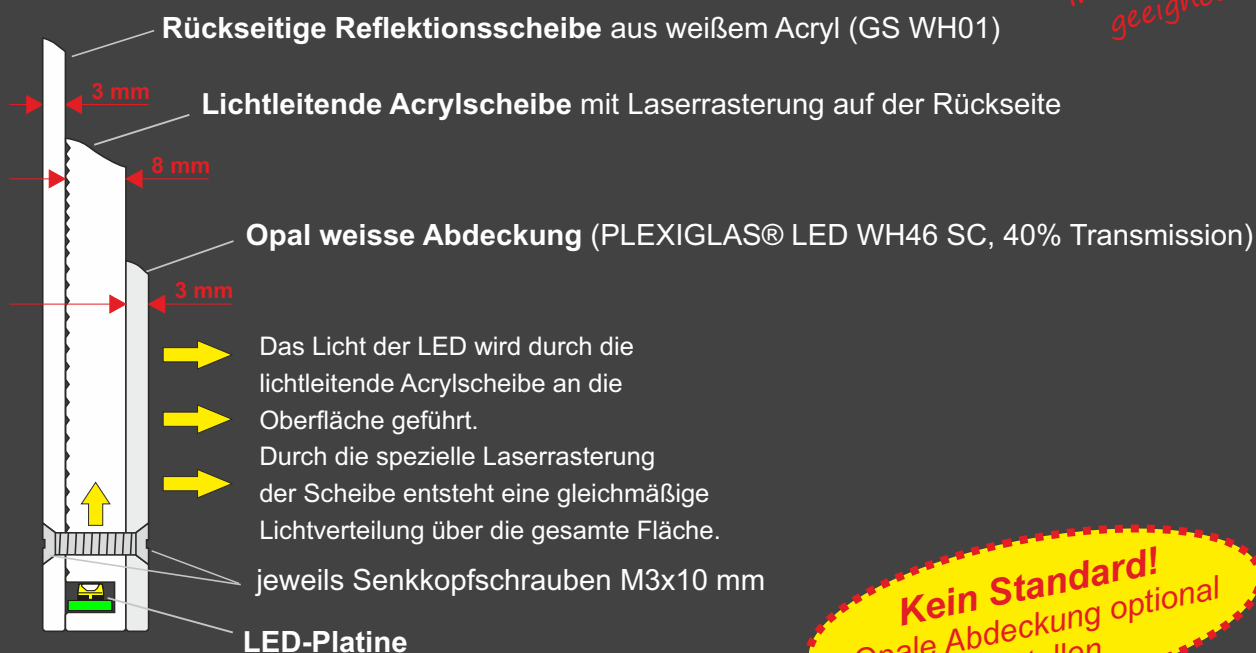 geeignet
Rückseitige Reflektionsscheibe aus weißem Acryl (GS WH01)
3 mm
Lichtleitende Acrylscheibe mit Laserrasterung auf der Rückseite
8 mm
Opal weisse Abdeckung (PLEXIGLAS® LED WH46 SC, 40% Transmission)
3 mm
Das Licht der LED wird durch die
lichtleitende Acrylscheibe an die
Oberfläche geführt.
Durch die spezielle Laserrasterung
der Scheibe entsteht eine gleichmäßige
Lichtverteilung über die gesamte Fläche.
jeweils Senkkopfschrauben M3x10 mm
LED-Platine
Kein Standard!
Opale Abdeckung optional